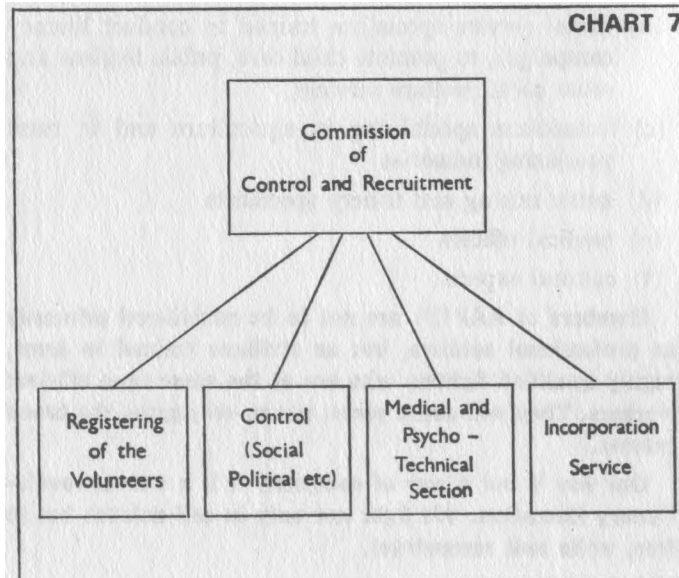 CHART 7
Commission
of
Control and Recruitment
Registering
of the
Volunteers
Control
(Social
Political etc)
Medical and
Psycho –
Technical
Section
Incorporation
Service